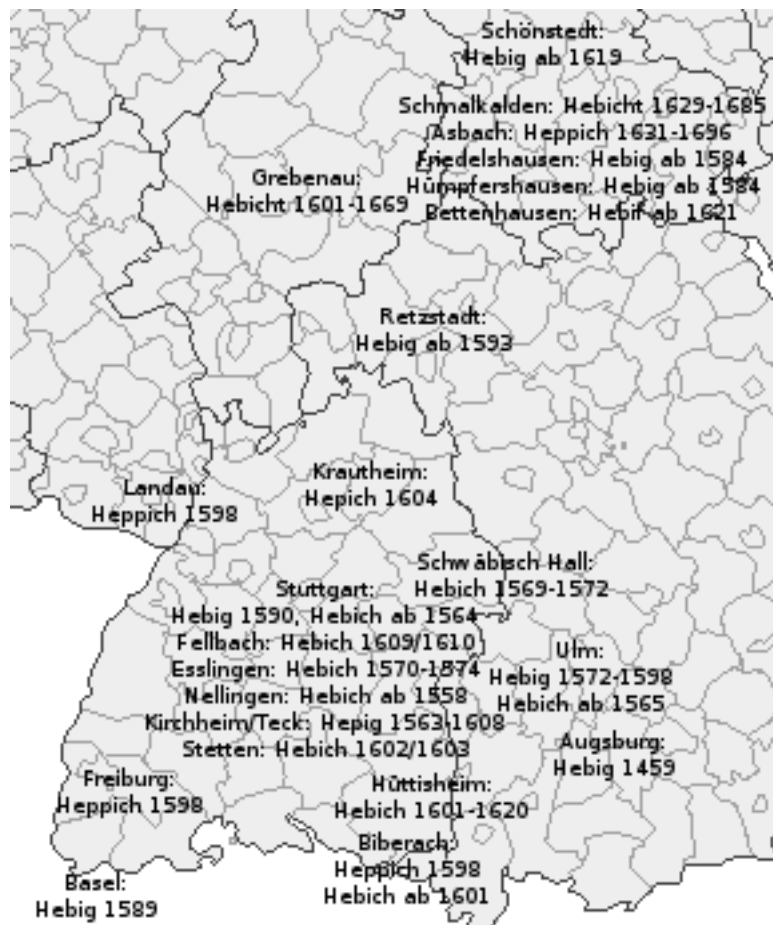 Schönstedt:
Hebig ab 1619
Schmalkalden: Hebicht 1629-1685
Asbach: Heppich 1631-1696
Friedelshausen: Hebig ab 1584
Hümpfershausen: Hebig ab 1584
Bettenhausen: Hebif ab 1621
Grebenau:
Hebicht 1601-1669
Retzstadt:
Hebig ab 1593
Krautheim:
Hepich 1604
Landau:
Heppich 1598
Schwäbisch Hall:
Hebich 1569-1572
Stuttgart:
Hebig 1590, Hebich ab 1564
Fellbach: Hebich 1609/1610
Esslingen: Hebich 1570-1574
Nellingen: Hebich ab 1558
Kirchheim/Teck: Hepig 1563-1608
Stetten: Hebich 1602/1603
Ulm:
Hebig 1572-1598
Hebich ab 1565
Augsburg:
Hebig 1459
Freiburg:
Heppich 1598
Hüttisheim:
Hebich 1601-1620
Biberach:
Heppich 1598
Hebich ab 1601
Basel:
Hebig 1589